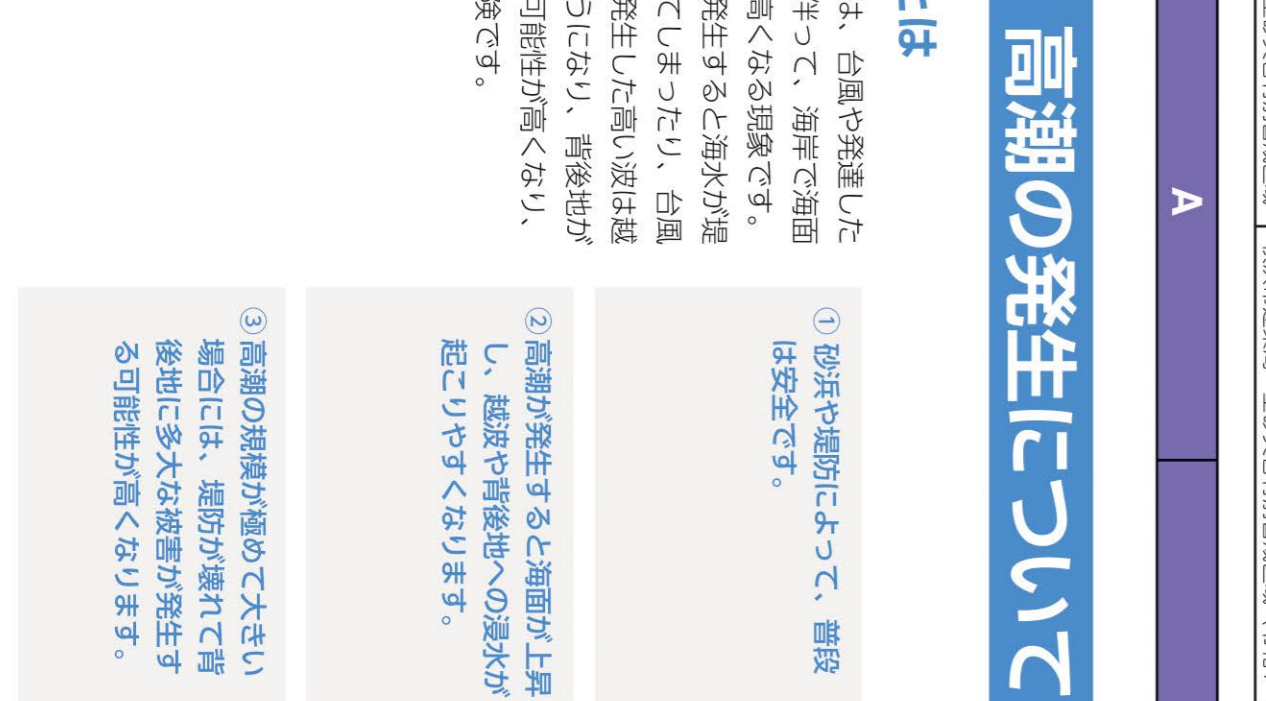 A
高潮の発生について
とは
は、台風や発達した
伴って、海岸で海面
高くなる現象です。
発生すると海水が堤
てしまったり、台風
発生した高い波は越
うになり、背後地が
可能性が高くなり、
険です。
① 砂浜や堤防によって、普段
は安全です。
② 高潮が発生すると海面が上昇
し、越波や背後地への浸水が
起こりやすくなります。
③ 高潮の規模が極めて大きい
場合には、堤防が壊れて背
後地に多大な被害が発生す
る可能性が高くなります。